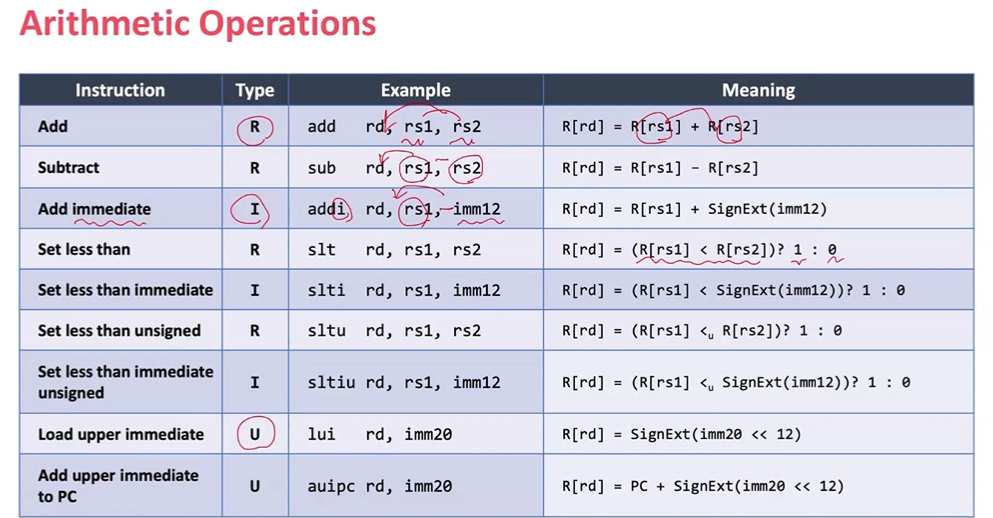 Arithmetic Operations
Instruction Type Example Meaning
Add R add rd, rs1, rs2 R[rd] = R[rs1] + R[rs2]
Subtract R sub rd, rs1, rs2 R[rd] = R[rs1] - R[rs2]
Add immediate I addi rd, rs1, imm12 R[rd] = R[rs1] + SignExt(imm12)
Set less than R slt rd, rs1, rs2 R[rd] = (R[rs1] < R[rs2])? 1 : 0
Set less than immediate I slti rd, rs1, imm12 R[rd] = (R[rs1] < SignExt(imm12))? 1 : 0
Set less than unsigned R sltu rd, rs1, rs2 R[rd] = (R[rs1] <u R[rs2])? 1 : 0
Set less than immediate
unsigned I sltiu rd, rs1, imm12 R[rd] = (R[rs1] <u SignExt(imm12))? 1 : 0
Load upper immediate U lui rd, imm20 R[rd] = SignExt(imm20 << 12)
Add upper immediate
to PC U auipc rd, imm20 R[rd] = PC + SignExt(imm20 << 12)